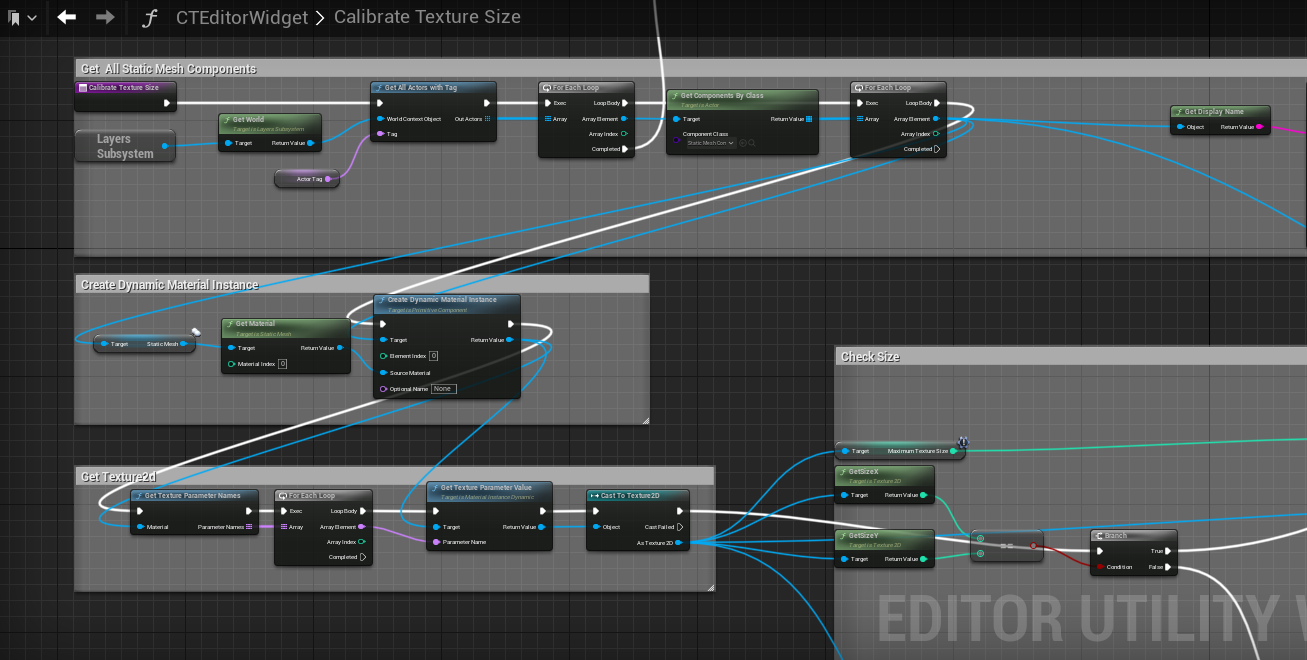 CTEditorWidget > Calibrate Texture Size
Get All Static Mesh Components
Calibrate Texture Size
Layers
Subsystem
Get World
Target is Layers Subsystem
Target Return Value
Actor Tag
Get All Actors with Tag
World Context Object Out Actors
Tag
For Each Loop
Exec Loop Body
Array Array Element
Array Index
Completed
Get Components By Class
Target is Actor
Target Return Value
Component Class
Static Mesh Con
For Each Loop
Exec Loop Body
Array Array Element
Array Index
Completed
Get Display Name
Object Return Value
Create Dynamic Material Instance
Target Static Mesh
Get Material
Target is Static Mesh
Target Return Value
Material Index 0
Create Dynamic Material Instance
Target is Primitive Component
Target Return Value
Element Index 0
Source Material
Optional Name None
Get Texture2d
Get Texture Parameter Names
Material Parameter Names
For Each Loop
Exec Loop Body
Array Array Element
Array Index
Completed
Get Texture Parameter Value
Target is Material Instance Dynamic
Target Return Value
Parameter Name
Cast To Texture2D
Object Cast Failed
As Texture 2D
Check Size
Target Maximum Texture Size
GetSizeX
Target is Texture 2D
Target Return Value
GetSizeY
Target is Texture 2D
Target Return Value
==
Branch
True
Condition False
EDITOR UTILITY W